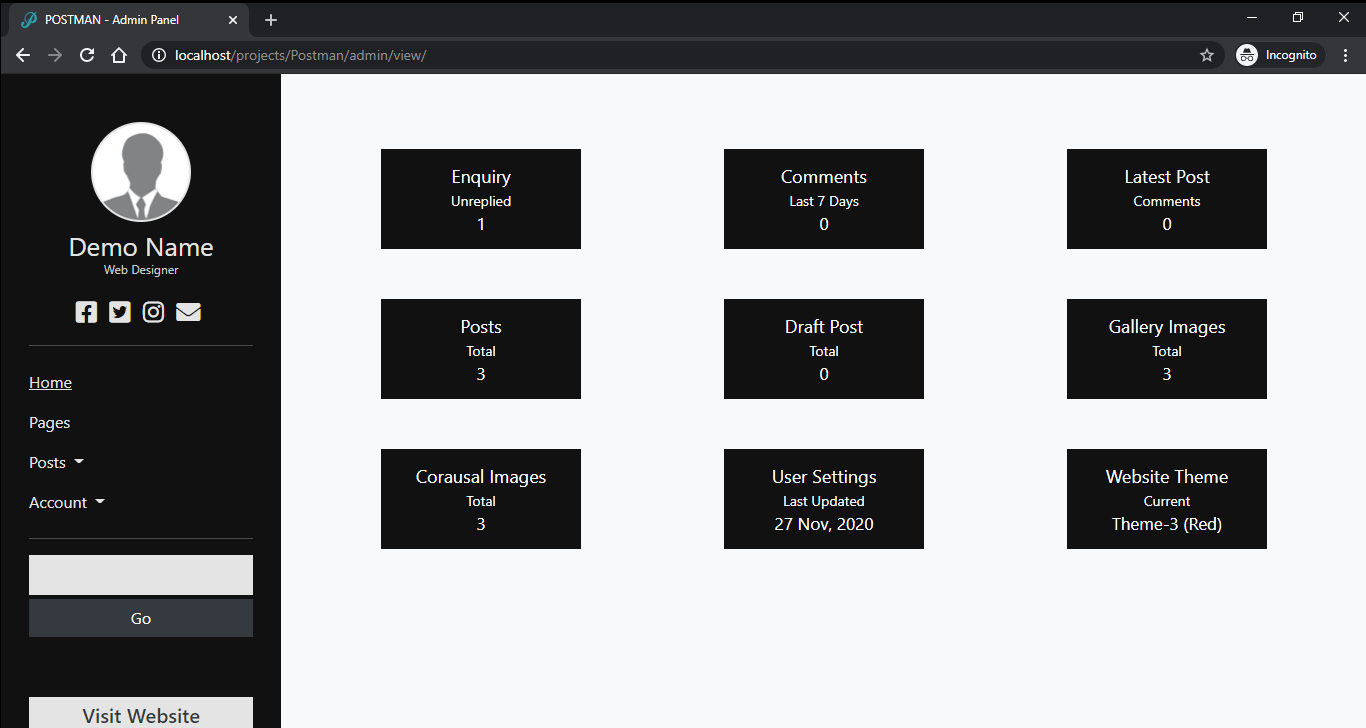 POSTMAN - Admin Panel
localhost/projects/Postman/admin/view/
Incognito
Demo Name
Web Designer
Home
Pages
Posts
Account
Go
Visit Website
Enquiry
Unreplied
1
Comments
Last 7 Days
0
Latest Post
Comments
0
Posts
Total
3
Draft Post
Total
0
Gallery Images
Total
3
Corausal Images
Total
3
User Settings
Last Updated
27 Nov, 2020
Website Theme
Current
Theme-3 (Red)